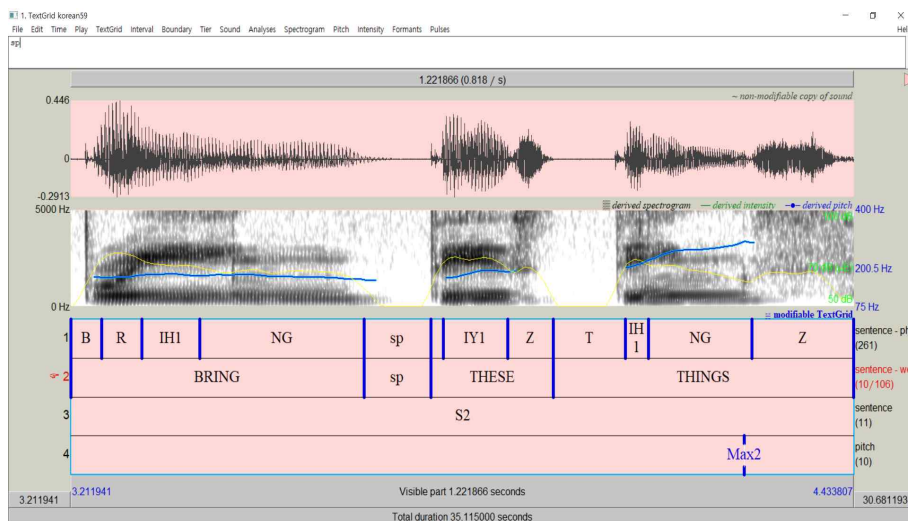 1. TextGrid korean59
File Edit Time Play TextGrid Interval Boundary Tier Sound Analyses Spectrogram Pitch Intensity Formants Pulses Hel
sp
1.221866 (0.818 / s)
~ non-modifiable copy of sound
0.446
0
-0.2913
5000 Hz
derived spectrogram derived intensity derived pitch
400 Hz
200.5 Hz
0 Hz
50 dB
75 Hz
modifiable TextGrid
1 B R IH1 NG sp IY1 Z T IH1 NG Z sentence - ph (261)
2 BRING sp THESE THINGS sentence - wo (10/106)
3 S2 sentence (11)
4 Max2 pitch (10)
3.211941 Visible part 1.221866 seconds 4.433807
3.211941 30.681193
Total duration 35.115000 seconds